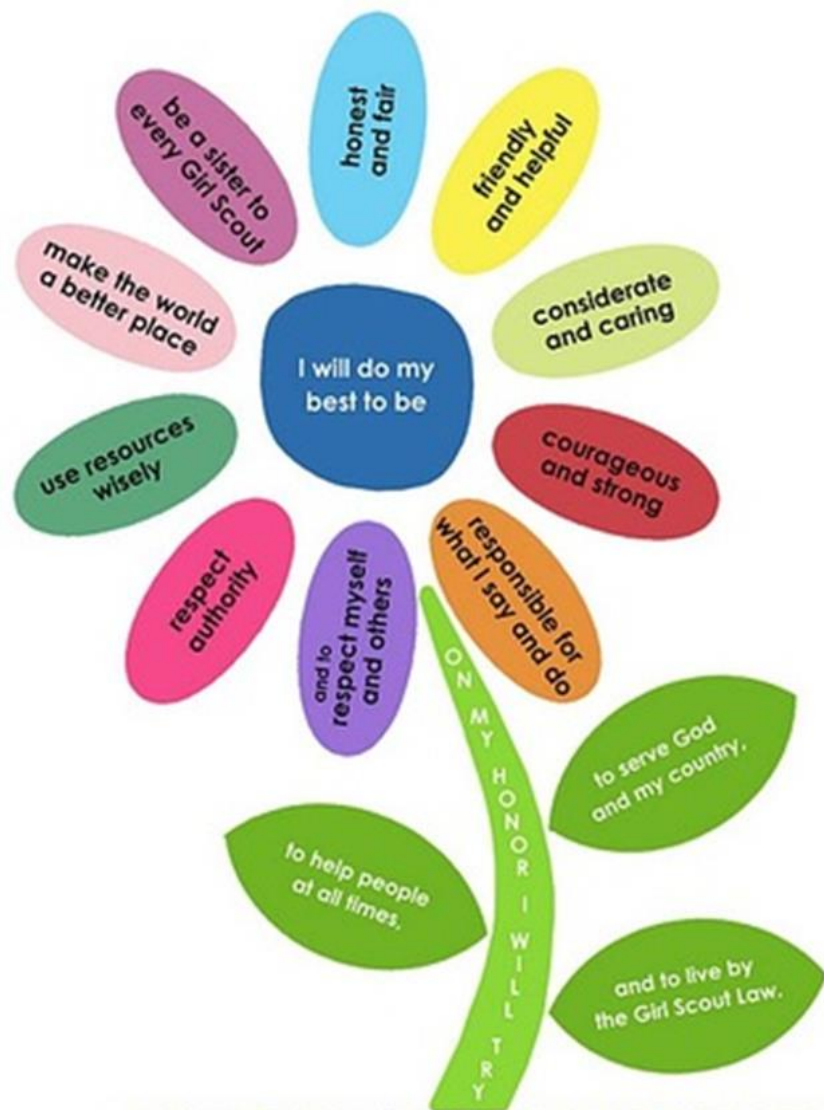 I will do my
best to be
honest
and fair
friendly
and helpful
considerate
and caring
courageous
and strong
responsible for
what I say and do
and to
respect myself
and others
respect
authority
use resources
wisely
make the world
a better place
be a sister to
every Girl Scout
ON MY HONOR I WILL TRY
to serve God
and my country,
to help people
at all times,
and to live by
the Girl Scout Law.